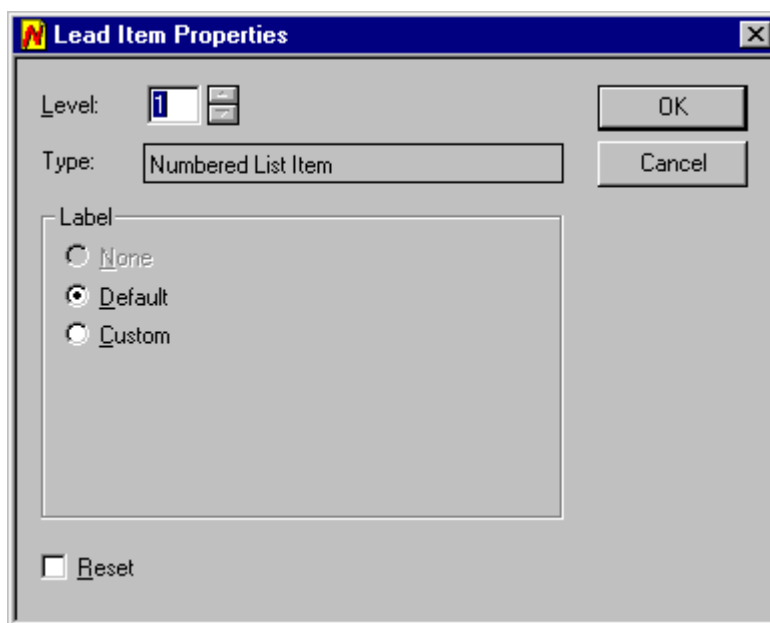 Lead Item Properties
Level: 1
OK
Type: Numbered List Item
Cancel
Label
None
Default
Custom
Reset